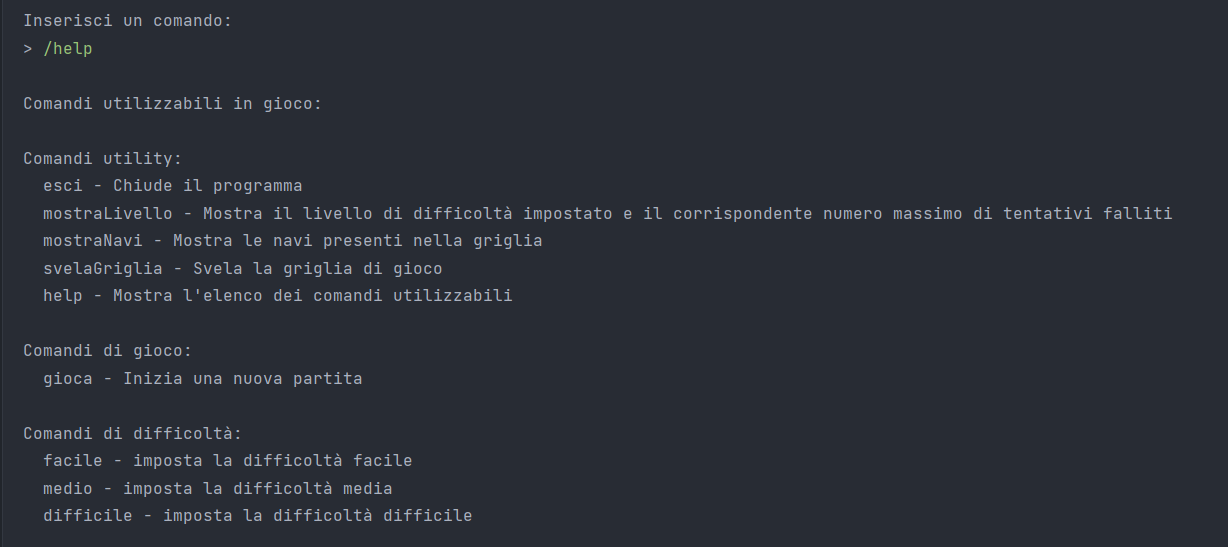 Inserisci un comando:
> /help
Comandi utilizzabili in gioco:
Comandi utility:
esci - Chiude il programma
mostraLivello - Mostra il livello di difficoltà impostato e il corrispondente numero massimo di tentativi falliti
mostraNavi - Mostra le navi presenti nella griglia
svelaGriglia - Svela la griglia di gioco
help - Mostra l'elenco dei comandi utilizzabili
Comandi di gioco:
gioca - Inizia una nuova partita
Comandi di difficoltà:
facile - imposta la difficoltà facile
medio - imposta la difficoltà media
difficile - imposta la difficoltà difficile